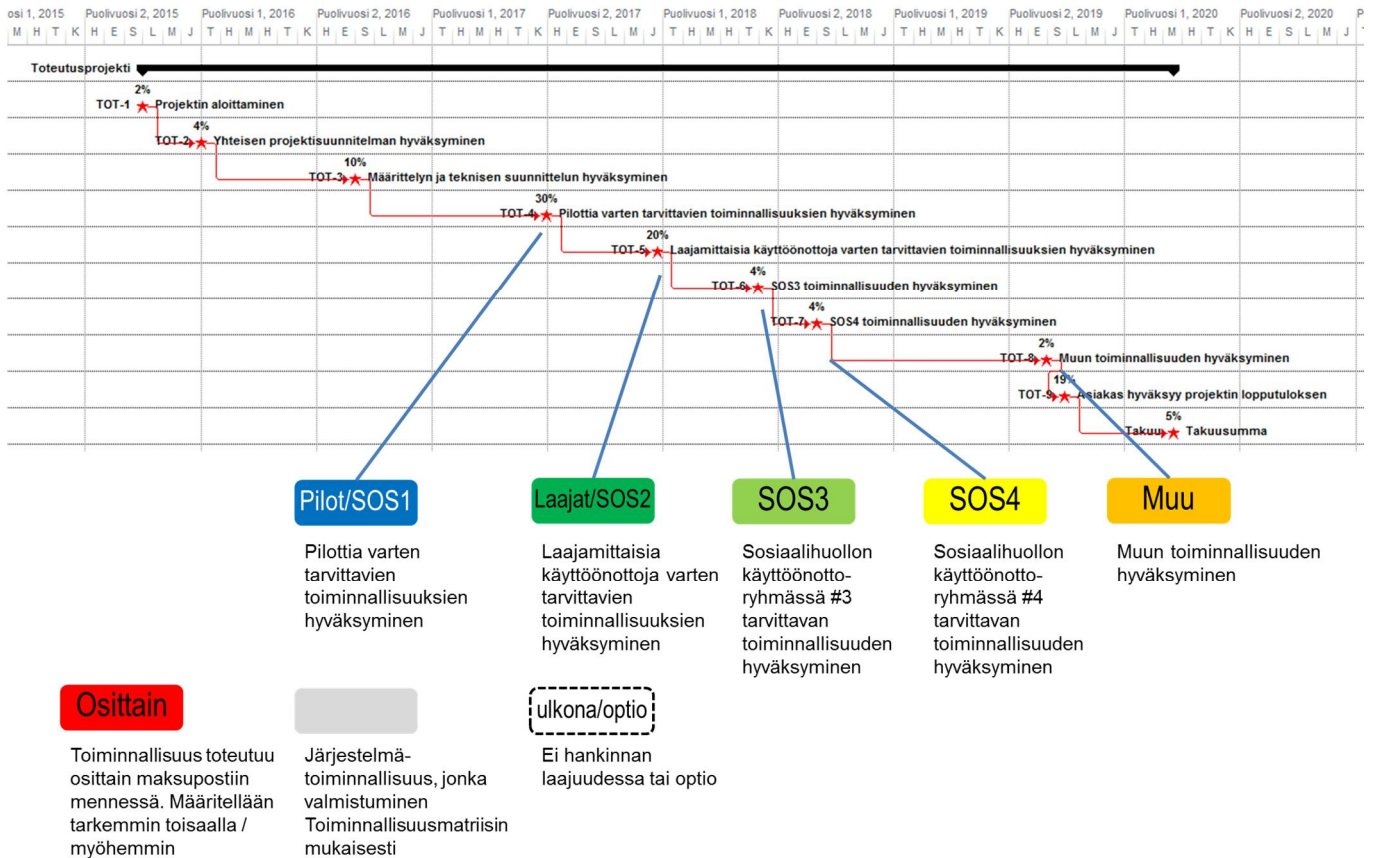 osi 1, 2015 Puolivuosi 2, 2015 Puolivuosi 1, 2016 Puolivuosi 2, 2016 Puolivuosi 1, 2017 Puolivuosi 2, 2017 Puolivuosi 1, 2018 Puolivuosi 2, 2018 Puolivuosi 1, 2019 Puolivuosi 2, 2019 Puolivuosi 1, 2020 Puolivuosi 2, 2020 P
M H T K H E S L M J T H M H T K H E S L M J T H M H T K H E S L M J T H M H T K H E S L M J T H M H T K H E S L M J T H M H T K H E S L M J
Toteutusprojekti
2%
TOT-1 Projektin aloittaminen
4%
TOT-2 Yhteisen projektisuunnitelman hyväksyminen
10%
TOT-3 Määrittelyn ja teknisen suunnittelun hyväksyminen
30%
TOT-4 Pilottia varten tarvittavien toiminnallisuuksien hyväksyminen
20%
TOT-5 Laajamittaisia käyttöönottoja varten tarvittavien toiminnallisuuksien hyväksyminen
4%
TOT-6 SOS3 toiminnallisuuden hyväksyminen
4%
TOT-7 SOS4 toiminnallisuuden hyväksyminen
2%
TOT-8 Muun toiminnallisuuden hyväksyminen
19%
TOT-9 Asiakas hyväksyy projektin lopputuloksen
5%
Takuu Takuusumma
Pilot/SOS1
Pilottia varten
tarvittavien
toiminnallisuuksien
hyväksyminen
Laajat/SOS2
Laajamittaisia
käyttöönottoja varten
tarvittavien
toiminnallisuuksien
hyväksyminen
SOS3
Sosiaalihuollon
käyttöönotto-
ryhmässä #3
tarvittavan
toiminnallisuuden
hyväksyminen
SOS4
Sosiaalihuollon
käyttöönotto-
ryhmässä #4
tarvittavan
toiminnallisuuden
hyväksyminen
Muu
Muun toiminnallisuuden
hyväksyminen
Osittain
Toiminnallisuus toteutuu
osittain maksupostiin
mennessä. Määritellään
tarkemmin toisaalla /
myöhemmin
Järjestelmä-
toiminnallisuus, jonka
valmistuminen
Toiminnallisuusmatriisin
mukaisesti
ulkona/optio
Ei hankinnan
laajuudessa tai optio